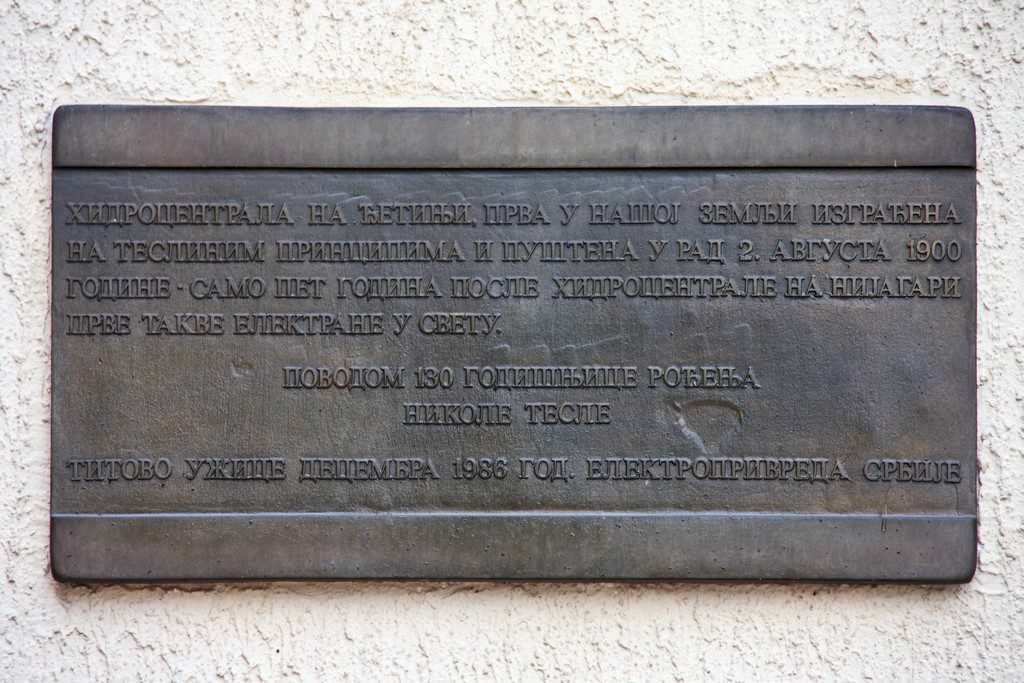 ХИДРОЦЕНТРАЛА НА ЂЕТИЊИ, ПРВА У НАШОЈ ЗЕМЉИ ИЗГРАЂЕНА
НА ТЕСЛИНИМ ПРИНЦИПИМА И ПУШТЕНА У РАД 2. АВГУСТА 1900
ГОДИНЕ - САМО ПЕТ ГОДИНА ПОСЛЕ ХИДРОЦЕНТРАЛЕ НА НИЈАГАРИ
ПРВЕ ТАКВЕ ЕЛЕКТРАНЕ У СВЕТУ.
ПОВОДОМ 130 ГОДИШЊИЦЕ РОЂЕЊА
НИКОЛЕ ТЕСЛЕ
ТИТОВО УЖИЦЕ ДЕЦЕМБРА 1986 ГОД. ЕЛЕКТРОПРИВРЕДА СРБИЈЕ